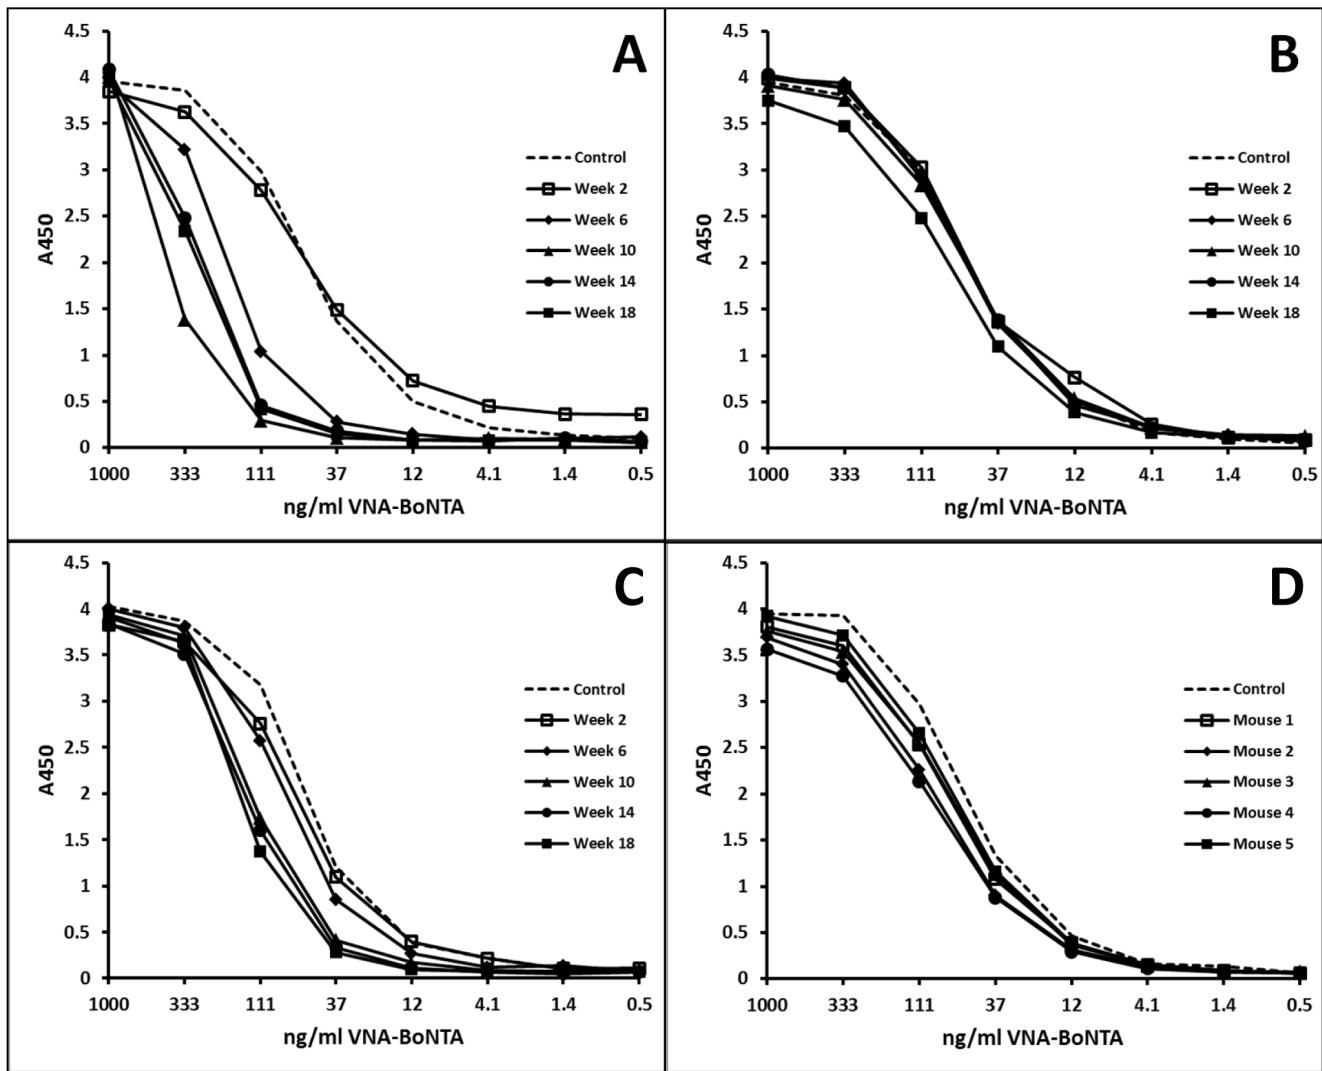 A
4.5
4
3.5
3
2.5
2
1.5
1
0.5
0
A450
1000 333 111 37 12 4.1 1.4 0.5
ng/ml VNA-BoNTA
Control
Week 2
Week 6
Week 10
Week 14
Week 18
B
4.5
4
3.5
3
2.5
2
1.5
1
0.5
0
A450
1000 333 111 37 12 4.1 1.4 0.5
ng/ml VNA-BoNTA
Control
Week 2
Week 6
Week 10
Week 14
Week 18
C
4.5
4
3.5
3
2.5
2
1.5
1
0.5
0
A450
1000 333 111 37 12 4.1 1.4 0.5
ng/ml VNA-BoNTA
Control
Week 2
Week 6
Week 10
Week 14
Week 18
D
4.5
4
3.5
3
2.5
2
1.5
1
0.5
0
A450
1000 333 111 37 12 4.1 1.4 0.5
ng/ml VNA-BoNTA
Control
Mouse 1
Mouse 2
Mouse 3
Mouse 4
Mouse 5